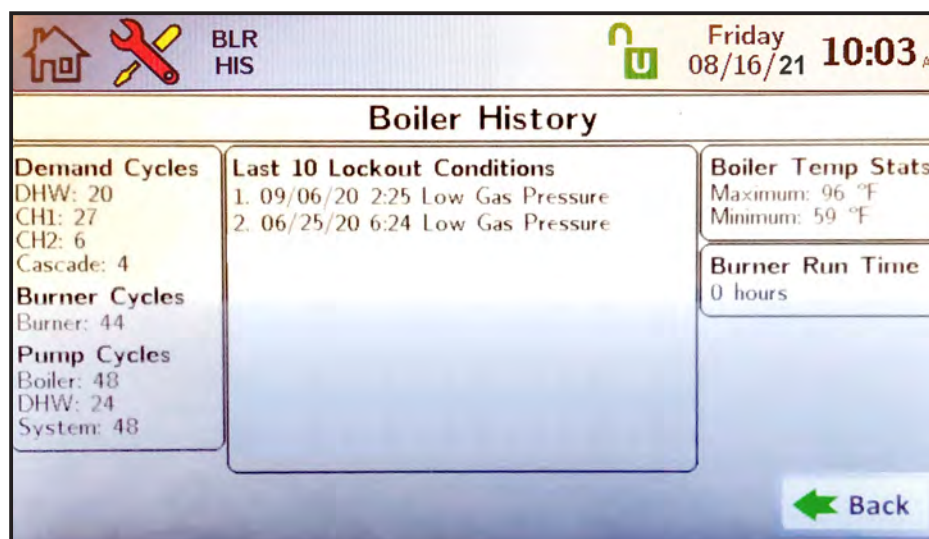 BLR
HIS
U
Friday
08/16/21
10:03 A
Boiler History
Demand Cycles
DHW: 20
CH1: 27
CH2: 6
Cascade: 4
Burner Cycles
Burner: 44
Pump Cycles
Boiler: 48
DHW: 24
System: 48
Last 10 Lockout Conditions
1. 09/06/20 2:25 Low Gas Pressure
2. 06/25/20 6:24 Low Gas Pressure
Boiler Temp Stats
Maximum: 96 °F
Minimum: 59 °F
Burner Run Time
0 hours
Back